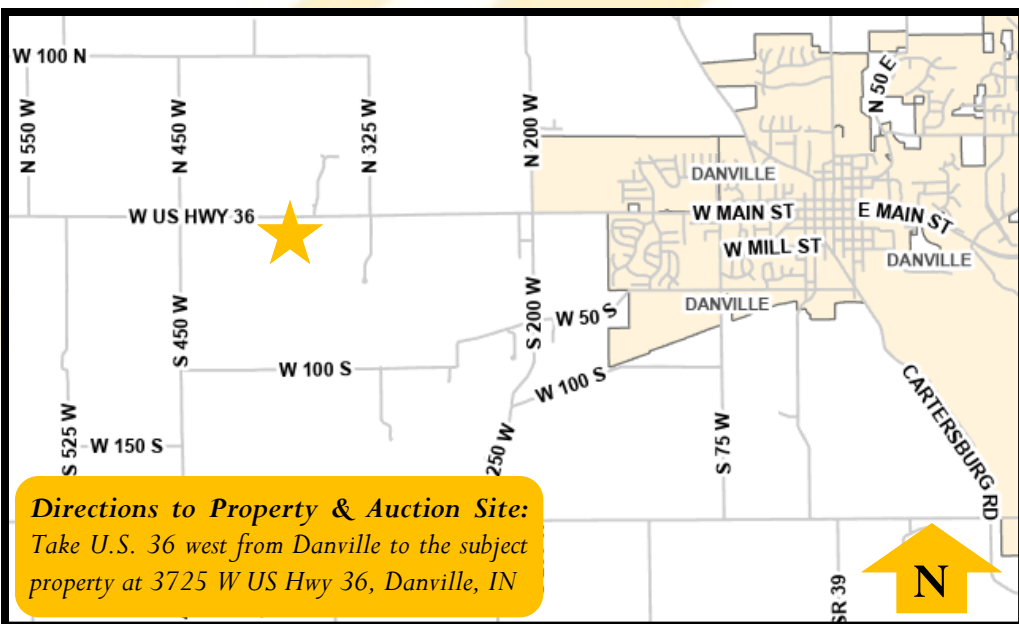 W 100 N
N 550 W
N 450 W
N 325 W
N 200 W
N 50 E
DANVILLE
W US HWY 36
W MAIN ST
E MAIN ST
W MILL ST
DANVILLE
DANVILLE
S 450 W
S 200 W
W 50 S
W 100 S
W 100 S
CARTERSBURG RD
S 525 W
W 150 S
250 W
S 75 W
Directions to Property & Auction Site:
Take U.S. 36 west from Danville to the subject
property at 3725 W US Hwy 36, Danville, IN
SR 39
N